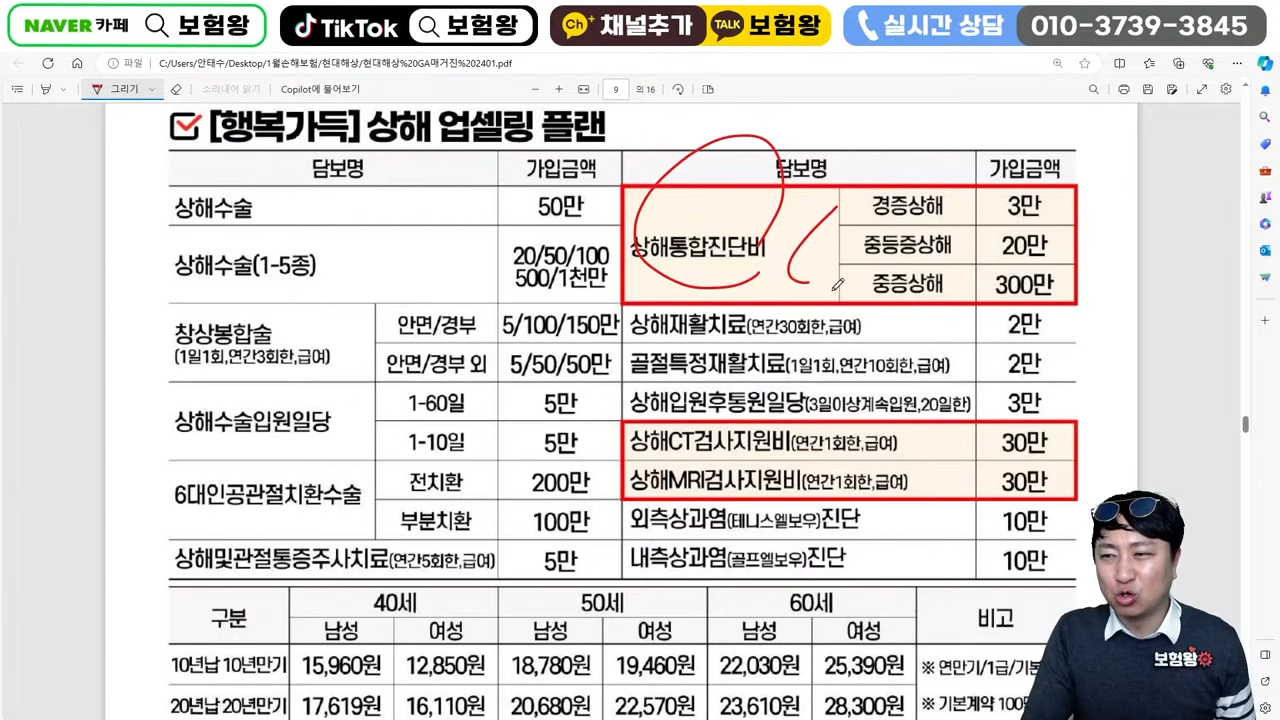 NAVER 카페 보험왕 TikTok 보험왕 Ch+ 채널추가 TALK 보험왕 실시간 상담 010-3739-3845
파일 C:/Users/안태수/Desktop/1월손해보험/현대해상/현대해상%20GA매거진%202401.pdf
그리기 소리내어 읽기 Copilot에 물어보기 9 의 16
[행복가득] 상해 업셀링 플랜
담보명 가입금액 담보명 가입금액
상해수술 50만 상해통합진단비 경증상해 3만
상해수술(1-5종) 20/50/100 500/1천만 중등증상해 20만
중증상해 300만
창상봉합술 (1일1회,연간3회한,급여) 안면/경부 5/100/150만 상해재활치료(연간30회한,급여) 2만
안면/경부 외 5/50/50만 골절특정재활치료(1일1회,연간10회한,급여) 2만
상해수술입원일당 1-60일 5만 상해입원후통원일당(3일이상계속입원,20일한) 3만
1-10일 5만 상해CT검사지원비(연간1회한,급여) 30만
6대인공관절치환수술 전치환 200만 상해MRI검사지원비(연간1회한,급여) 30만
부분치환 100만 외측상과염(테니스엘보우)진단 10만
상해및관절통증주사치료(연간5회한,급여) 5만 내측상과염(골프엘보우)진단 10만
구분 40세 50세 60세 비고
남성 여성 남성 여성 남성 여성
10년납 10년만기 15,960원 12,850원 18,780원 19,460원 22,030원 25,390원 ※ 연만기/1급/기본
20년납 20년만기 17,619원 16,110원 20,680원 22,570원 23,610원 28,300원 ※ 기본계약 100만
보험왕